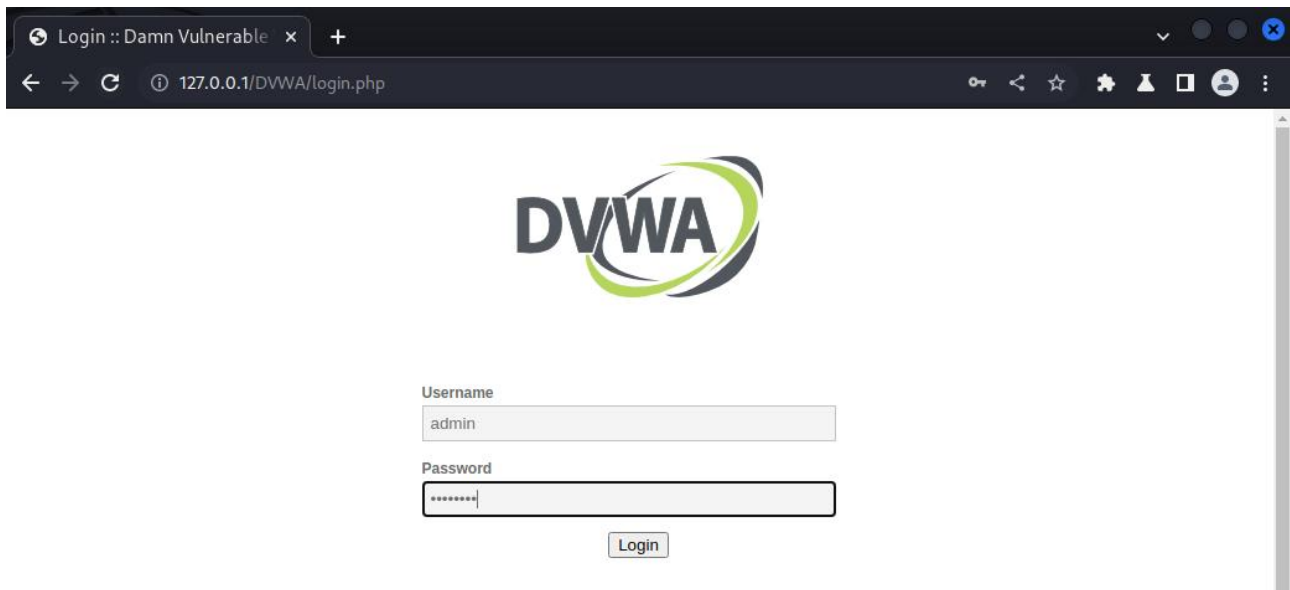 Login :: Damn Vulnerable
127.0.0.1/DVWA/login.php
DVWA
Username
admin
Password
••••••••
Login